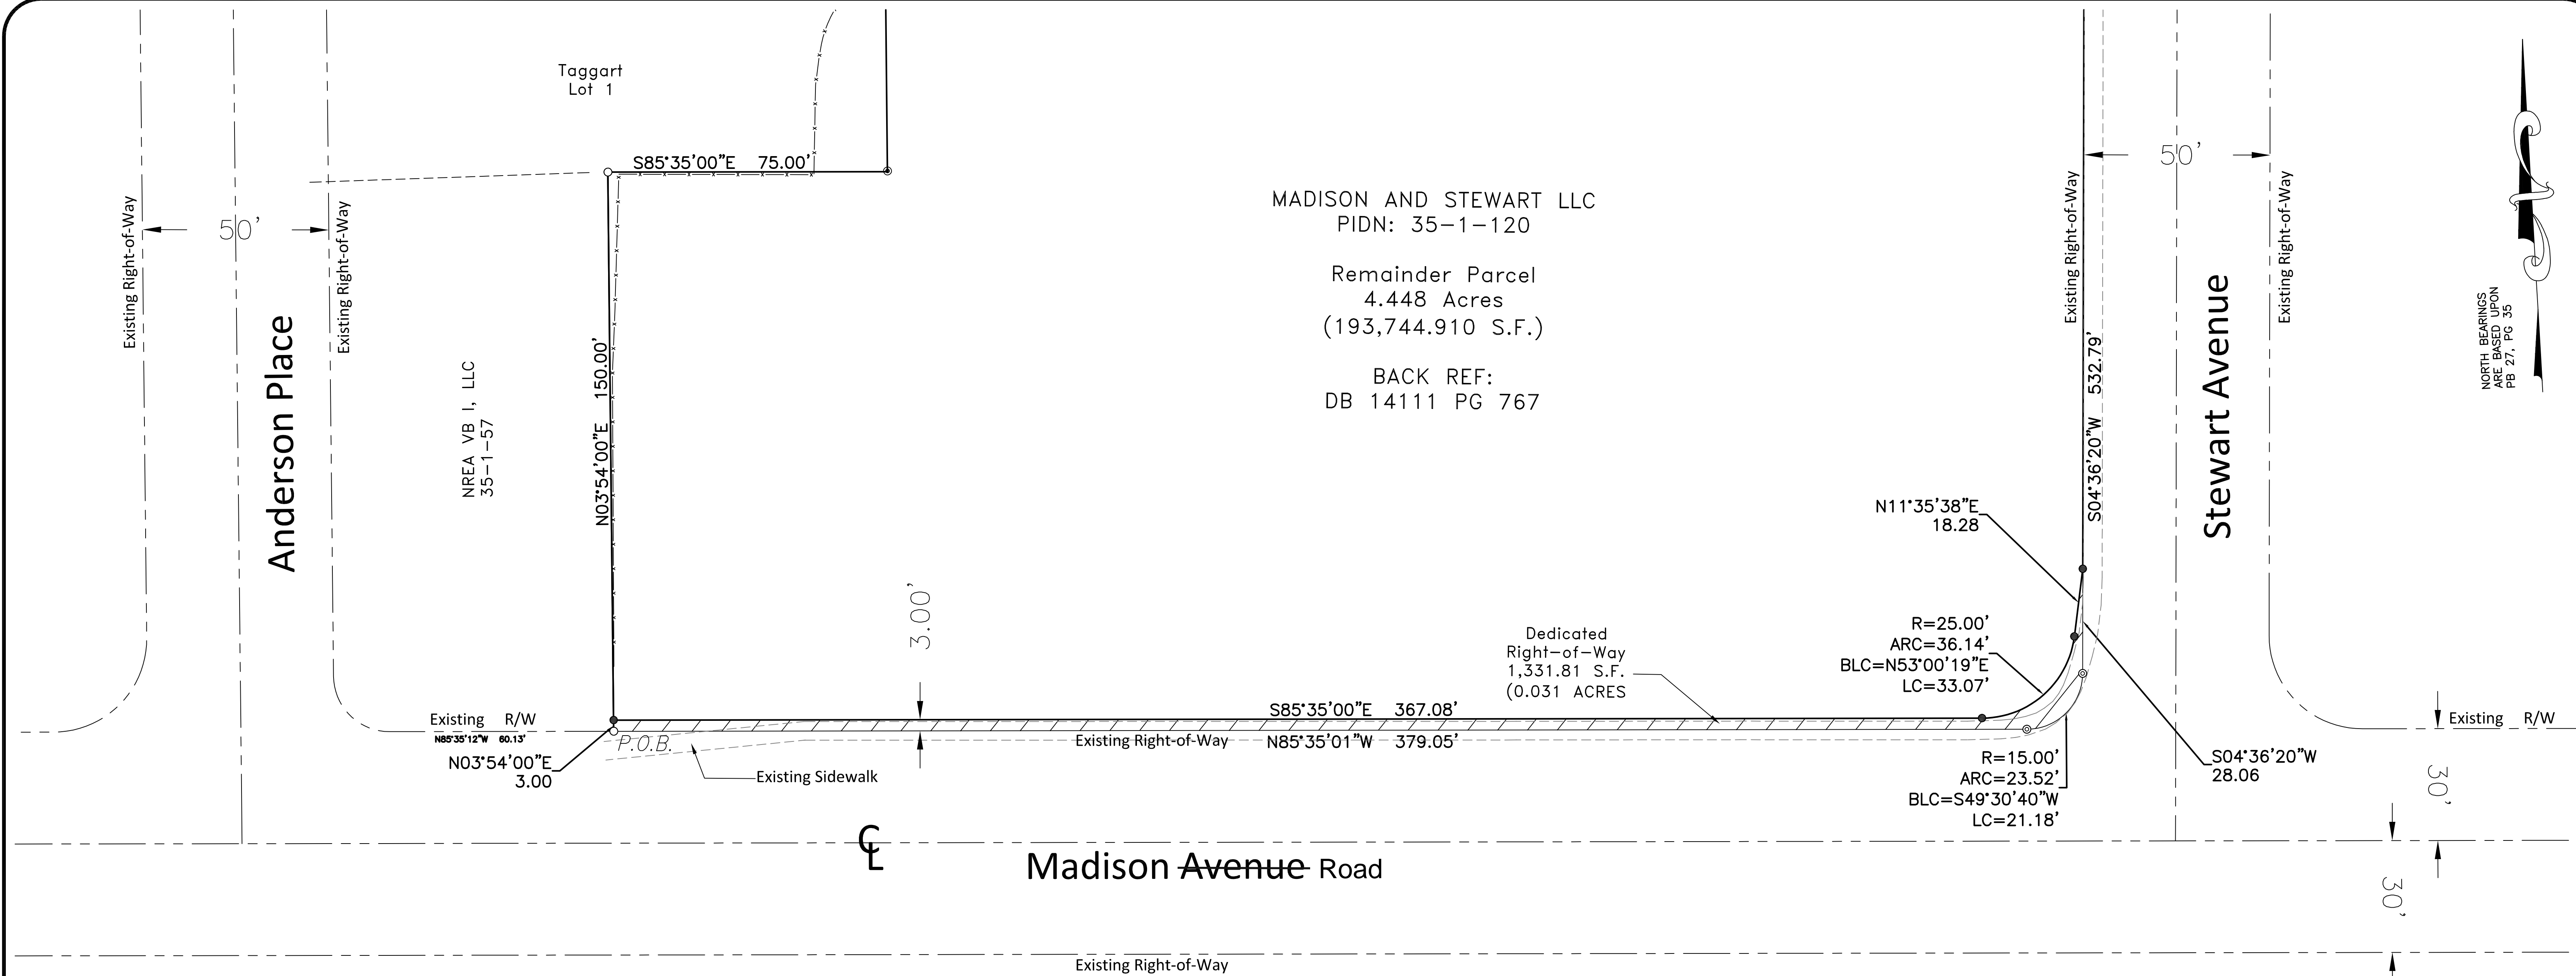 Taggart
Lot 1
S85°35'00"E 75.00'
50'
Existing Right-of-Way
Existing Right-of-Way
Anderson Place
NREA VB I, LLC
35-1-57
N03°54'00"E 150.00'
MADISON AND STEWART LLC
PIDN: 35-1-120
Remainder Parcel
4.448 Acres
(193,744.910 S.F.)
BACK REF:
DB 14111 PG 767
50'
Existing Right-of-Way
Existing Right-of-Way
Stewart Avenue
S04°36'20"W 532.79'
NORTH BEARINGS
ARE BASED UPON
PB 27, PG 35
N11°35'38"E
18.28
R=25.00'
ARC=36.14'
BLC=N53°00'19"E
LC=33.07'
Dedicated
Right-of-Way
1,331.81 S.F.
(0.031 ACRES
3.00'
S85°35'00"E 367.08'
Existing R/W
N85°35'12"W 60.13'
P.O.B.
N03°54'00"E
3.00
Existing Sidewalk
Existing Right-of-Way N85°35'01"W 379.05'
R=15.00'
ARC=23.52'
BLC=S49°30'40"W
LC=21.18'
S04°36'20"W
28.06
Existing R/W
30'
30'
CL
Madison Avenue Road
Existing Right-of-Way